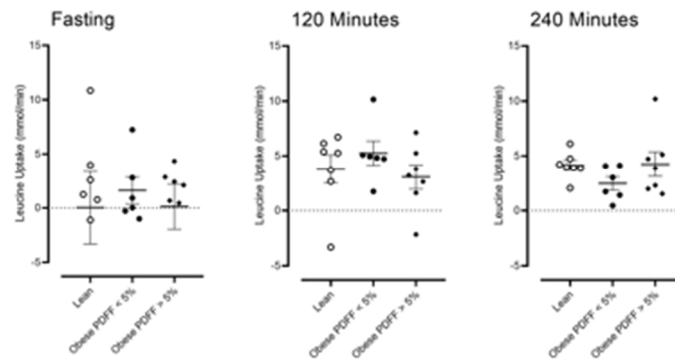 Fasting
120 Minutes
240 Minutes
Leucine Uptake (mmol/min)
15
10
5
0
-5
Lean
Obese PDFF < 5%
Obese PDFF > 5%
Leucine Uptake (mmol/min)
15
10
5
0
-5
Lean
Obese PDFF < 5%
Obese PDFF > 5%
Leucine Uptake (mmol/min)
15
10
5
0
-5
Lean
Obese PDFF < 5%
Obese PDFF > 5%